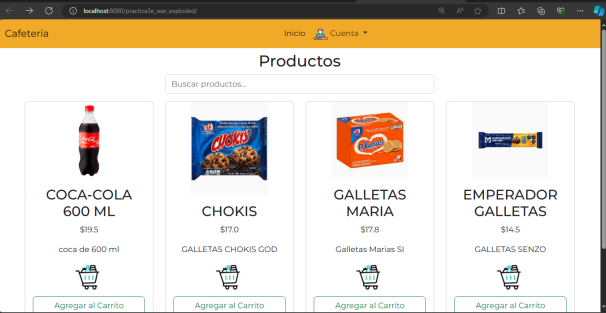 localhost:8080/practica3e_war_exploded/
Cafetería
Inicio
Cuenta
Productos
Buscar productos...
COCA-COLA
600 ML
$19.5
coca de 600 ml
Agregar al Carrito
CHOKIS
CHOKIS
$17.0
GALLETAS CHOKIS GOD
Agregar al Carrito
Marías
GALLETAS
MARIA
$17.8
Galletas Marias SI
Agregar al Carrito
EMPERADOR
GALLETAS
$14.5
GALLETAS SENZO
Agregar al Carrito